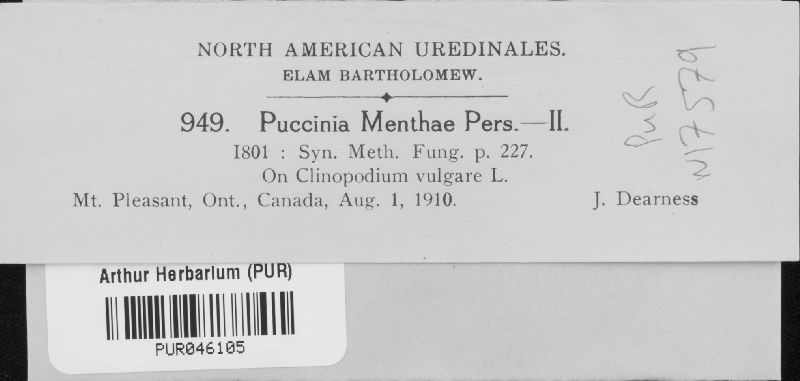 NORTH AMERICAN UREDINALES.
ELAM BARTHOLOMEW.
949. Puccinia Menthae Pers.—II.
1801 : Syn. Meth. Fung. p. 227.
On Clinopodium vulgare L.
Mt. Pleasant, Ont., Canada, Aug. 1, 1910. J. Dearness
PUR
N17579
Arthur Herbarium (PUR)
PUR046105